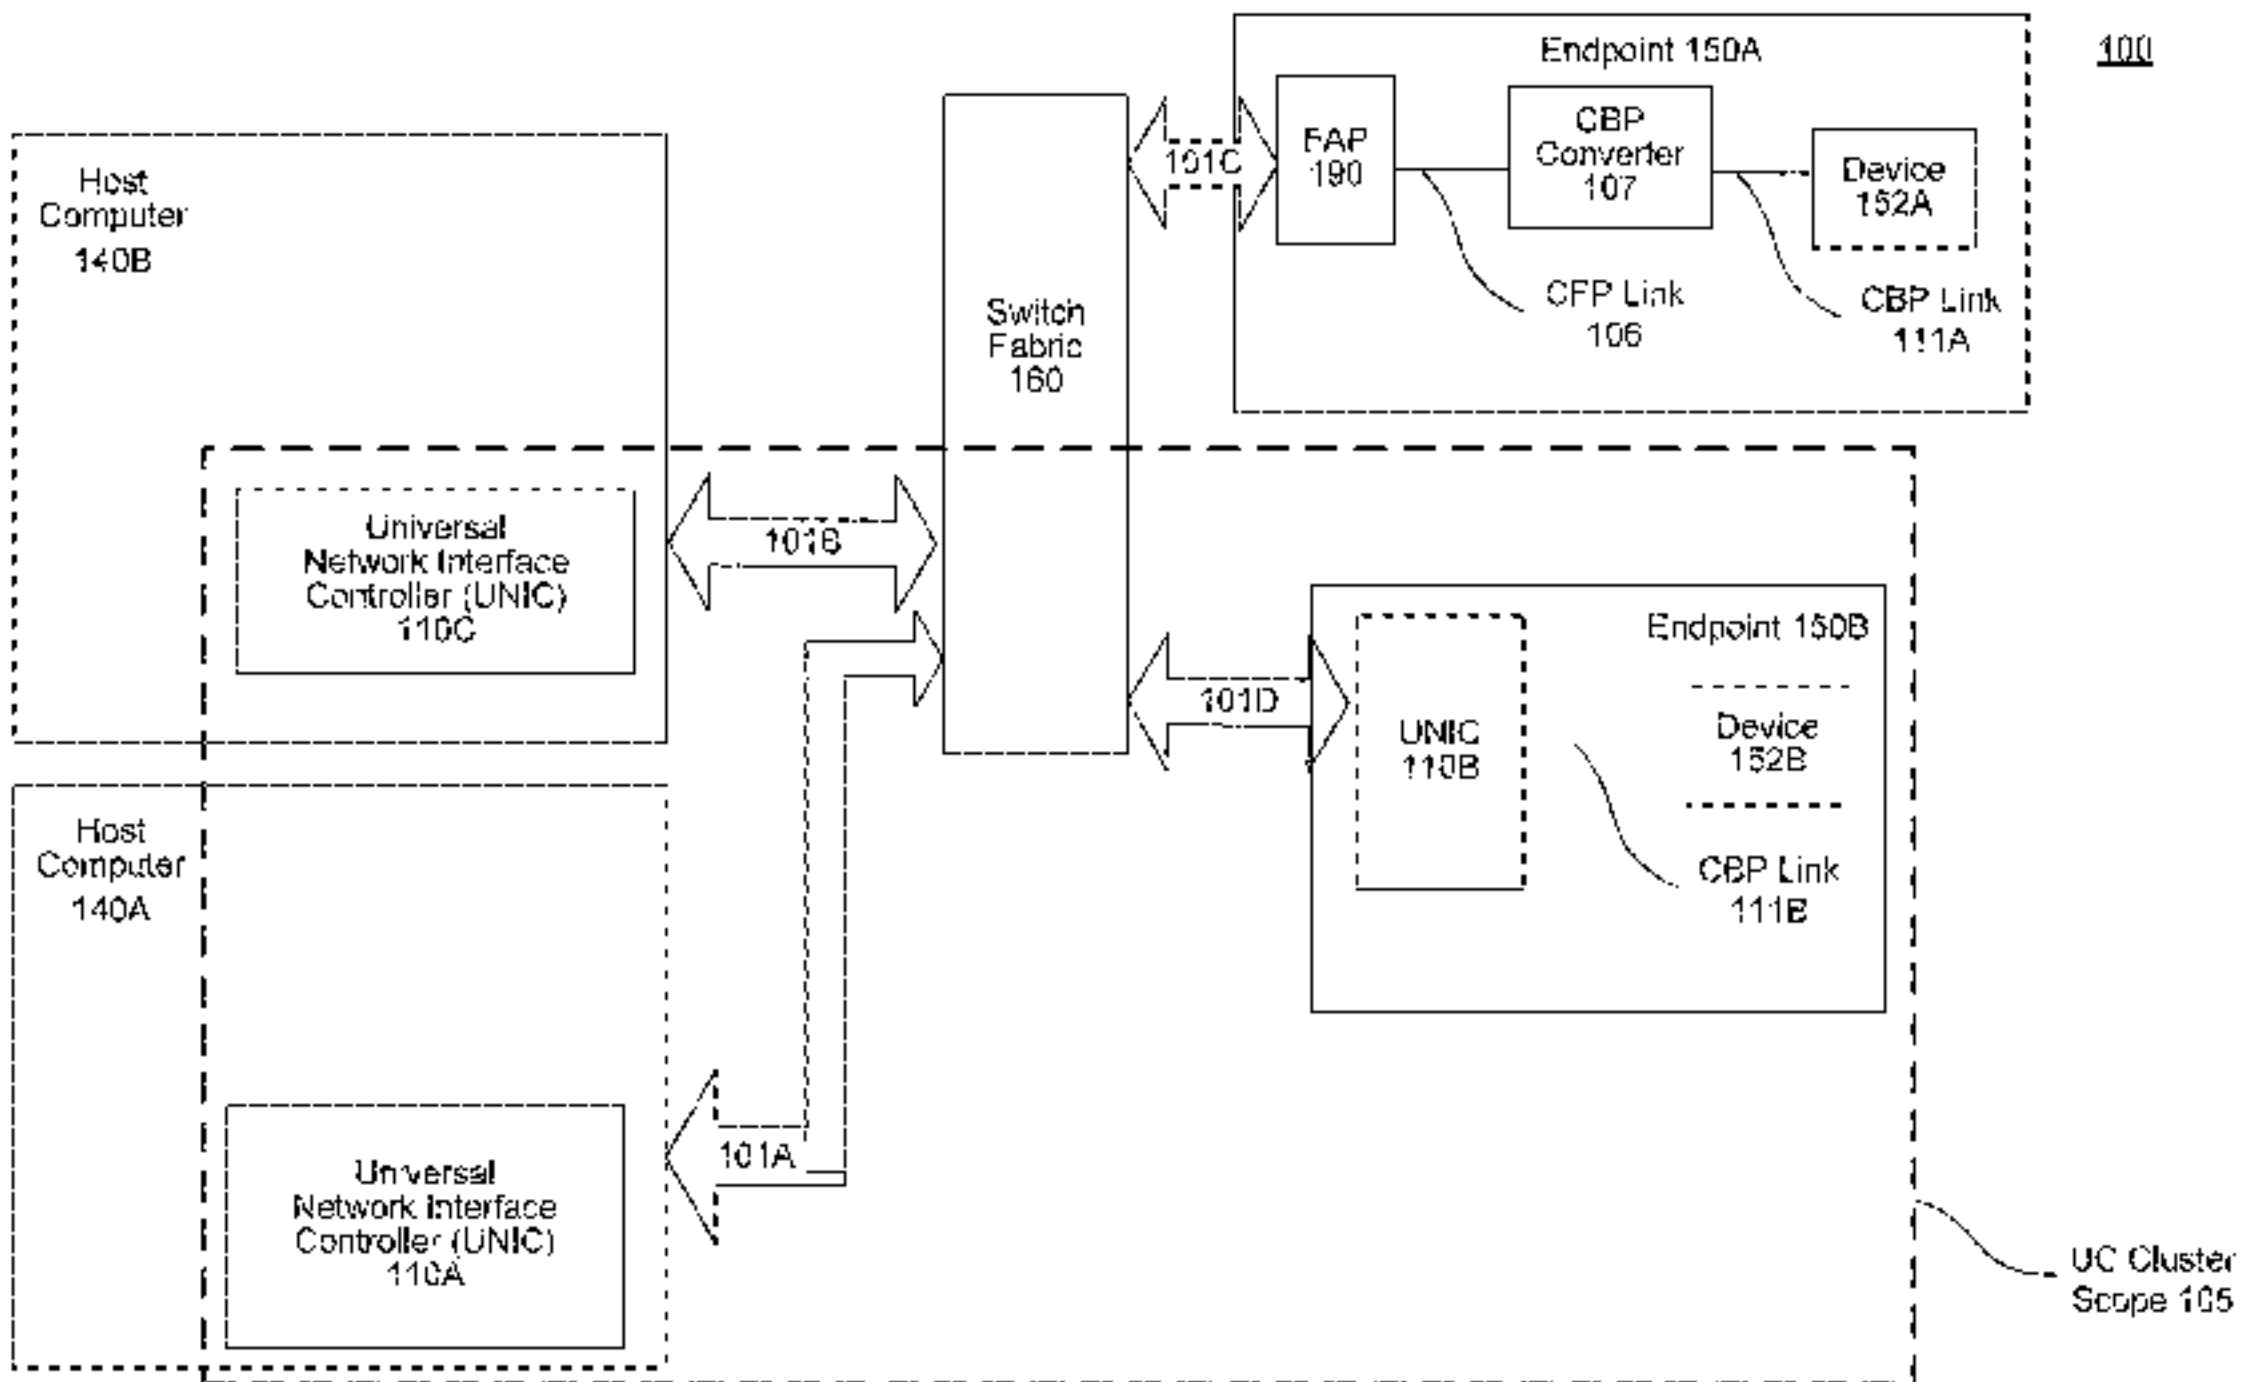 100
Endpoint 150A
FAP
190
CBP
Converter
107
Device
152A
101C
CFP Link
106
CBP Link
111A
Host
Computer
140B
Switch
Fabric
160
Universal
Network Interface
Controller (UNIC)
110C
101B
Endpoint 150B
101D
UNIC
110B
Device
152B
CBP Link
111B
Host
Computer
140A
101A
Universal
Network Interface
Controller (UNIC)
110A
UC Cluster
Scope 105